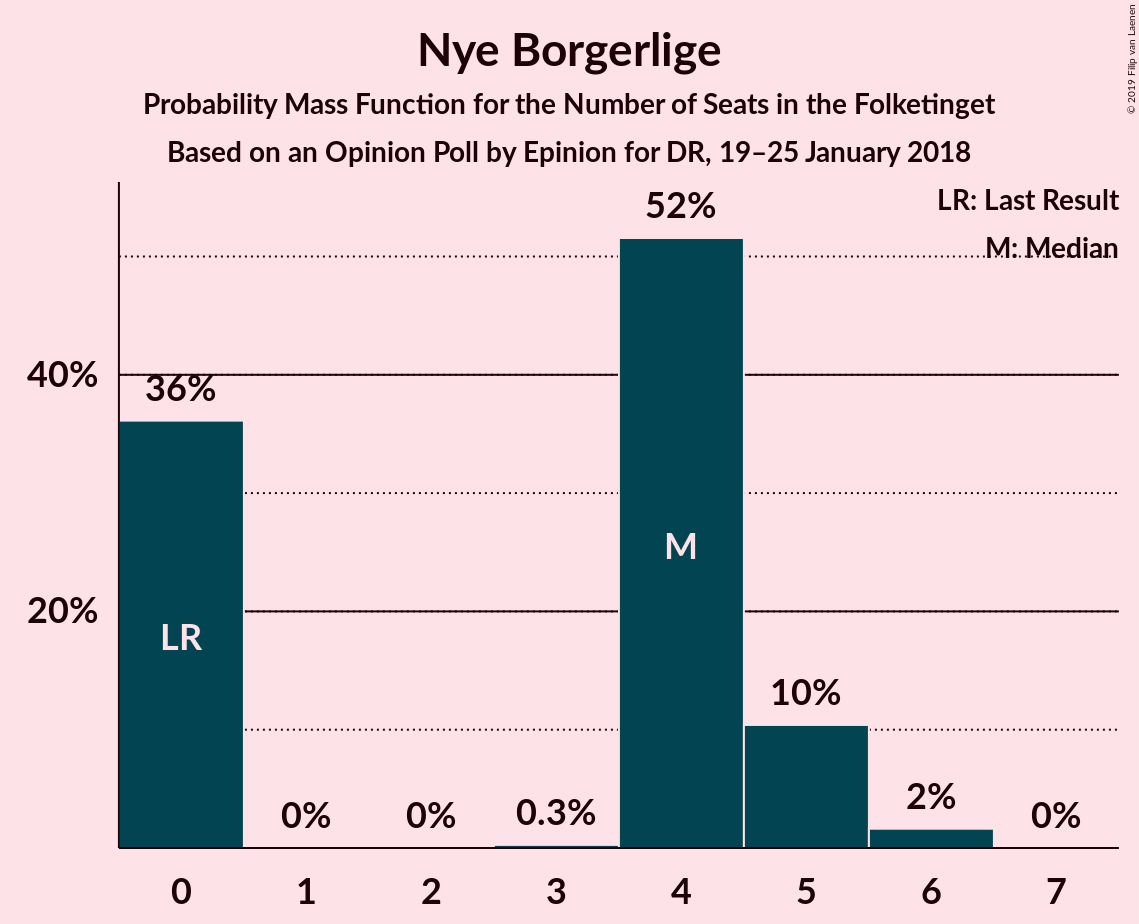 Nye Borgerlige
Probability Mass Function for the Number of Seats in the Folketinget
Based on an Opinion Poll by Epinion for DR, 19–25 January 2018
© 2019 Filip van Laenen
LR: Last Result
M: Median
52%
40%
36%
M
20%
LR
10%
0%
0%
0.3%
2%
0%
0
1
2
3
4
5
6
7